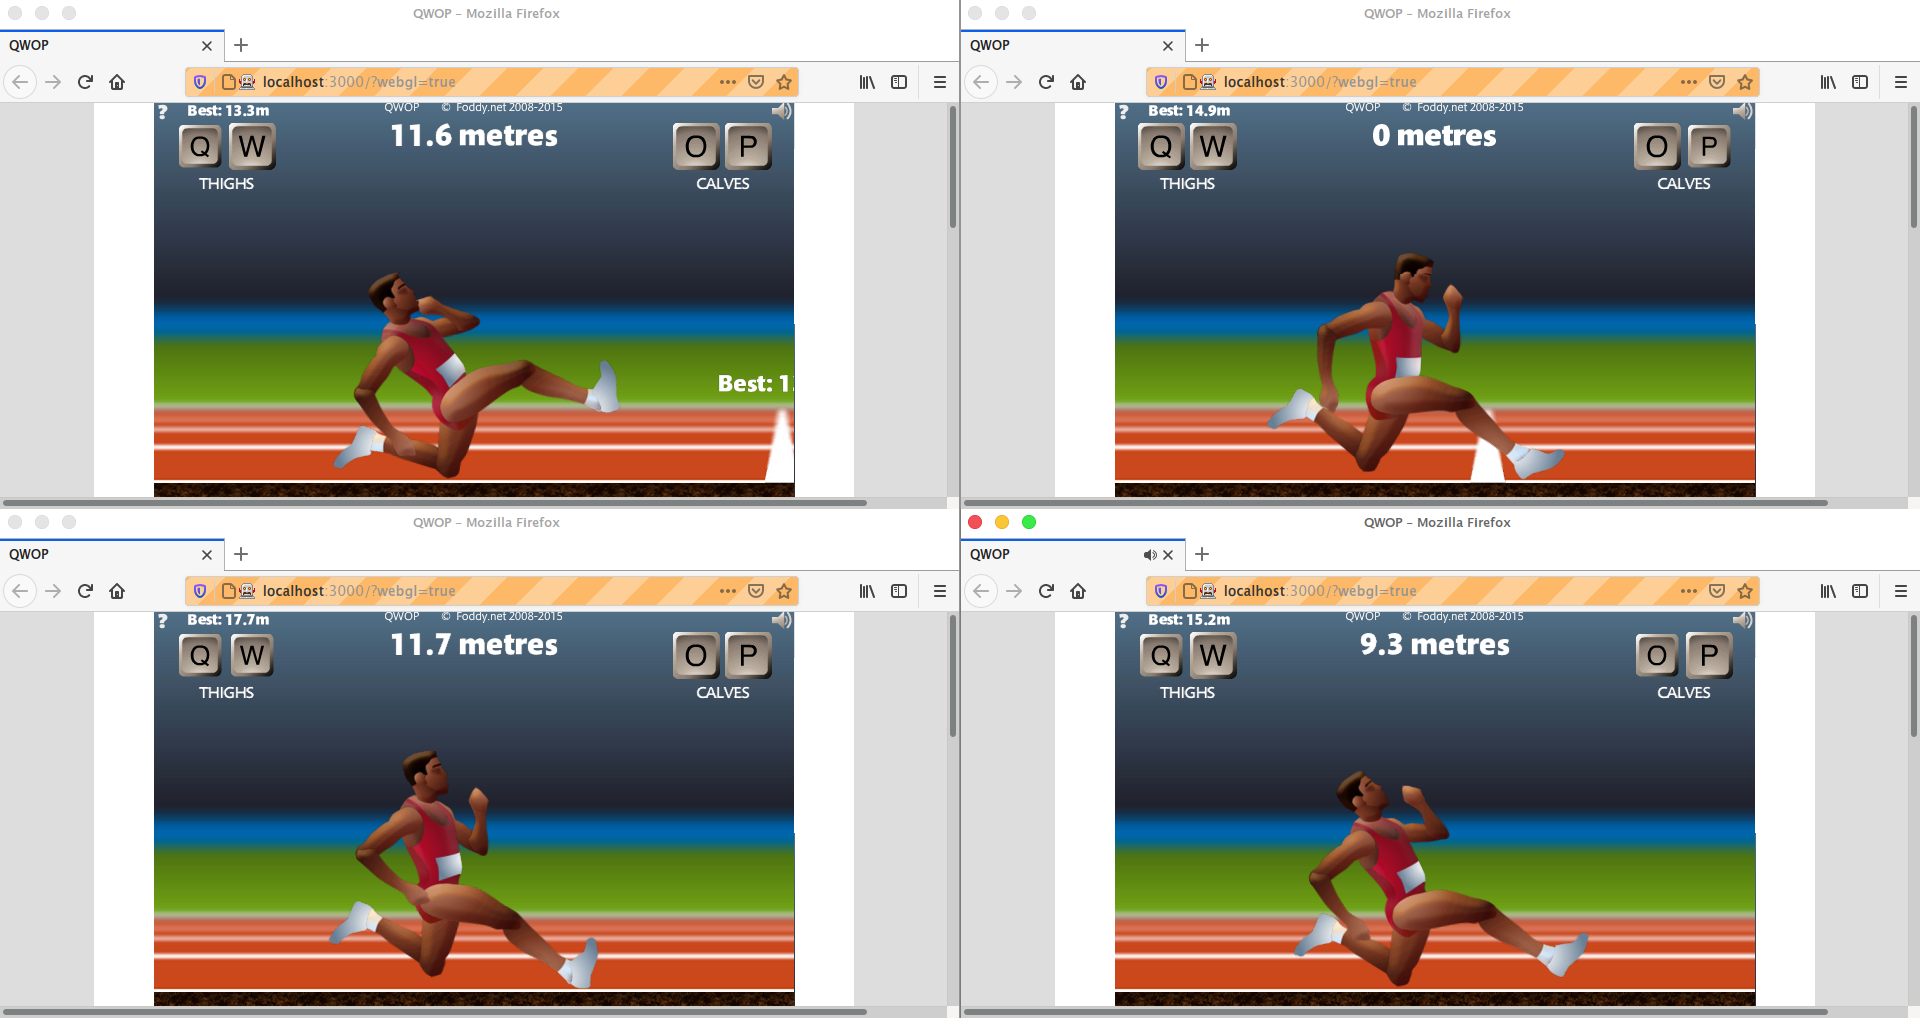 QWOP – Mozilla Firefox
QWOP
localhost:3000/?webgl=true
? Best: 13.3m QWOP © Foddy.net 2008-2015
11.6 metres
Q W O P
THIGHS CALVES
Best: 1
QWOP – Mozilla Firefox
QWOP
localhost:3000/?webgl=true
? Best: 14.9m QWOP © Foddy.net 2008-2015
0 metres
Q W O P
THIGHS CALVES
QWOP – Mozilla Firefox
QWOP
localhost:3000/?webgl=true
? Best: 17.7m QWOP © Foddy.net 2008-2015
11.7 metres
Q W O P
THIGHS CALVES
QWOP – Mozilla Firefox
QWOP
localhost:3000/?webgl=true
? Best: 15.2m QWOP © Foddy.net 2008-2015
9.3 metres
Q W O P
THIGHS CALVES